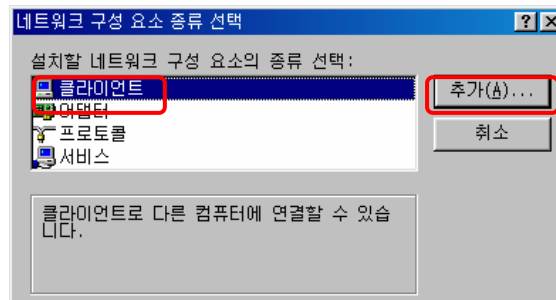 네트워크 구성 요소 종류 선택
설치할 네트워크 구성 요소의 종류 선택:
클라이언트
어댑터
프로토콜
서비스
추가(A)...
취소
클라이언트로 다른 컴퓨터에 연결할 수 있습
니다.